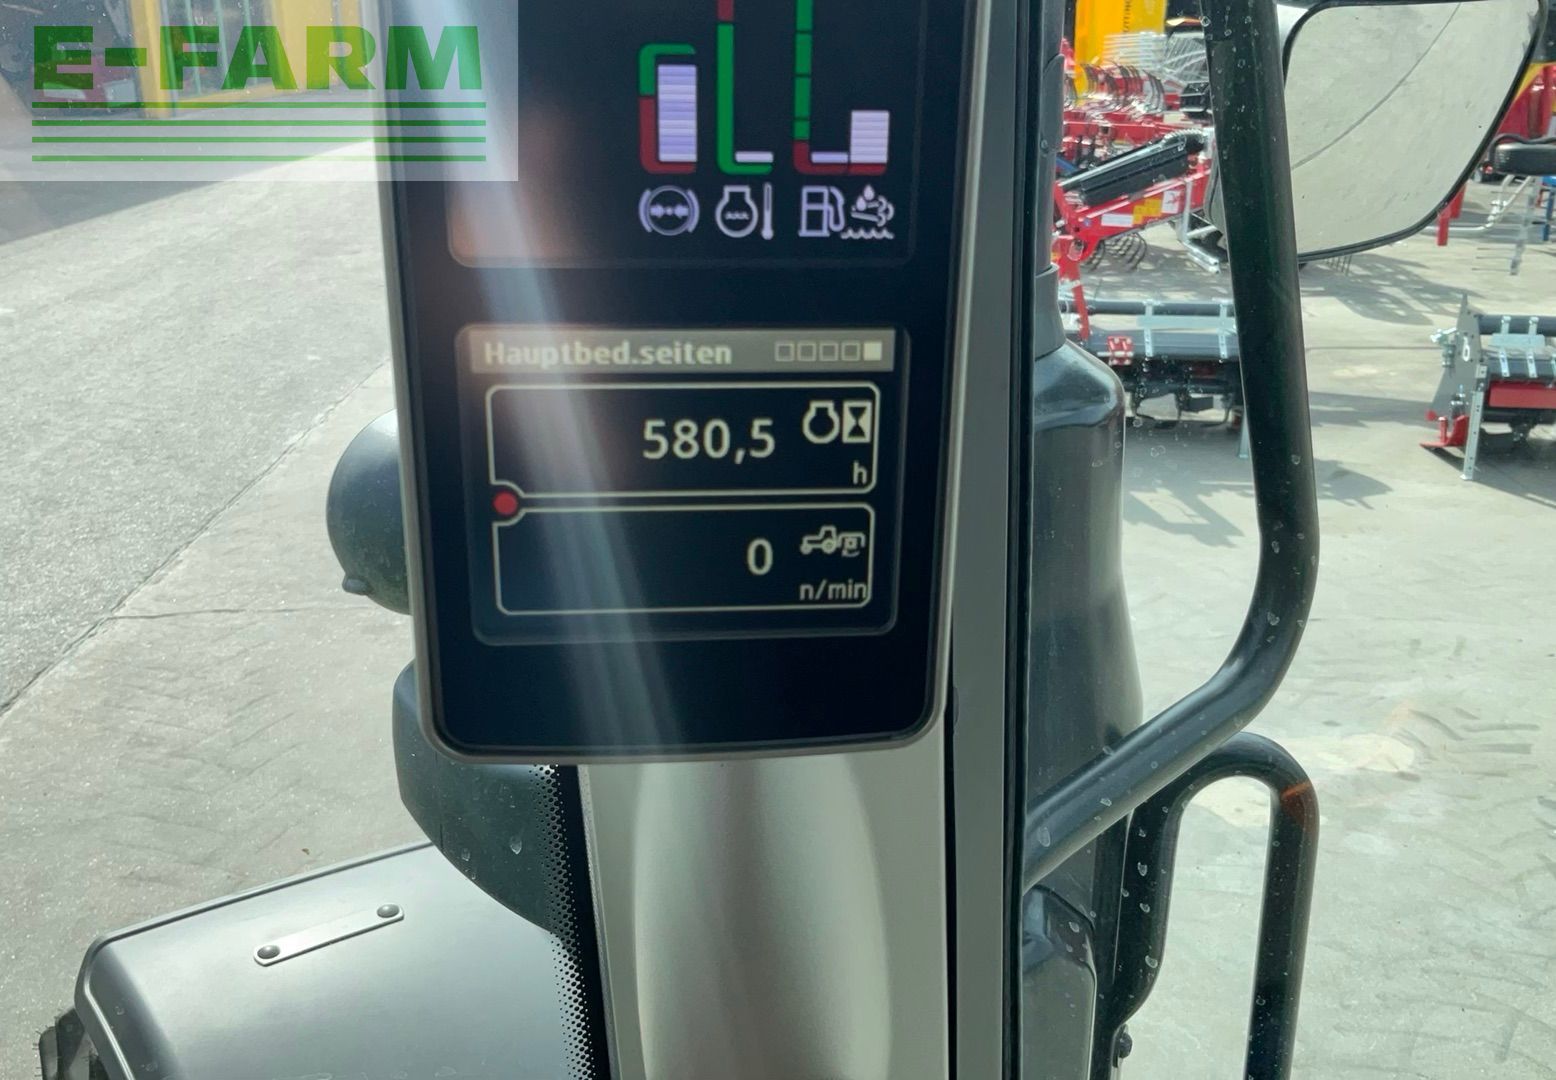 E-FARM
Hauptbed.seiten
580,5
h
0
n/min